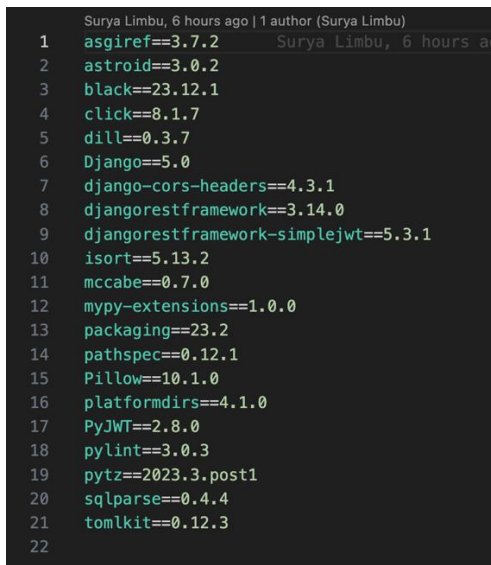 Surya Limbu, 6 hours ago | 1 author (Surya Limbu)
1 asgiref==3.7.2 Surya Limbu, 6 hours a
2 astroid==3.0.2
3 black==23.12.1
4 click==8.1.7
5 dill==0.3.7
6 Django==5.0
7 django-cors-headers==4.3.1
8 djangorestframework==3.14.0
9 djangorestframework-simplejwt==5.3.1
10 isort==5.13.2
11 mccabe==0.7.0
12 mypy-extensions==1.0.0
13 packaging==23.2
14 pathspec==0.12.1
15 Pillow==10.1.0
16 platformdirs==4.1.0
17 PyJWT==2.8.0
18 pylint==3.0.3
19 pytz==2023.3.post1
20 sqlparse==0.4.4
21 tomlkit==0.12.3
22